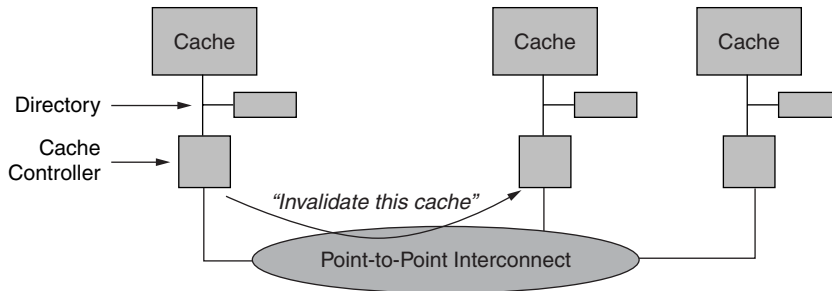 Cache
Cache
Cache
Directory
Cache
Controller
“Invalidate this cache”
Point-to-Point Interconnect